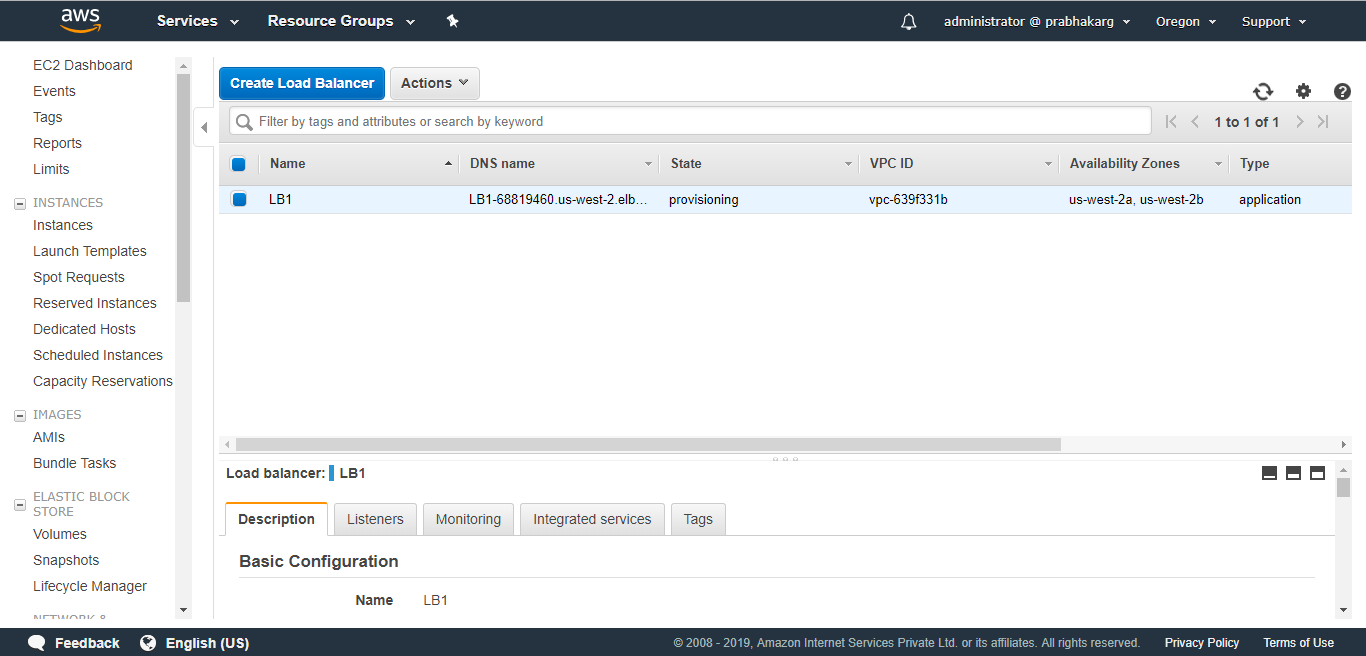 aws Services Resource Groups administrator @ prabhakarg Oregon Support
EC2 Dashboard
Events
Tags
Reports
Limits
INSTANCES
Instances
Launch Templates
Spot Requests
Reserved Instances
Dedicated Hosts
Scheduled Instances
Capacity Reservations
IMAGES
AMIs
Bundle Tasks
ELASTIC BLOCK
STORE
Volumes
Snapshots
Lifecycle Manager
NETWORK &
Create Load Balancer Actions
Filter by tags and attributes or search by keyword 1 to 1 of 1
Name DNS name State VPC ID Availability Zones Type
LB1 LB1-68819460.us-west-2.elb... provisioning vpc-639f331b us-west-2a, us-west-2b application
Load balancer: LB1
Description Listeners Monitoring Integrated services Tags
Basic Configuration
Name LB1
Feedback English (US) © 2008 - 2019, Amazon Internet Services Private Ltd. or its affiliates. All rights reserved. Privacy Policy Terms of Use